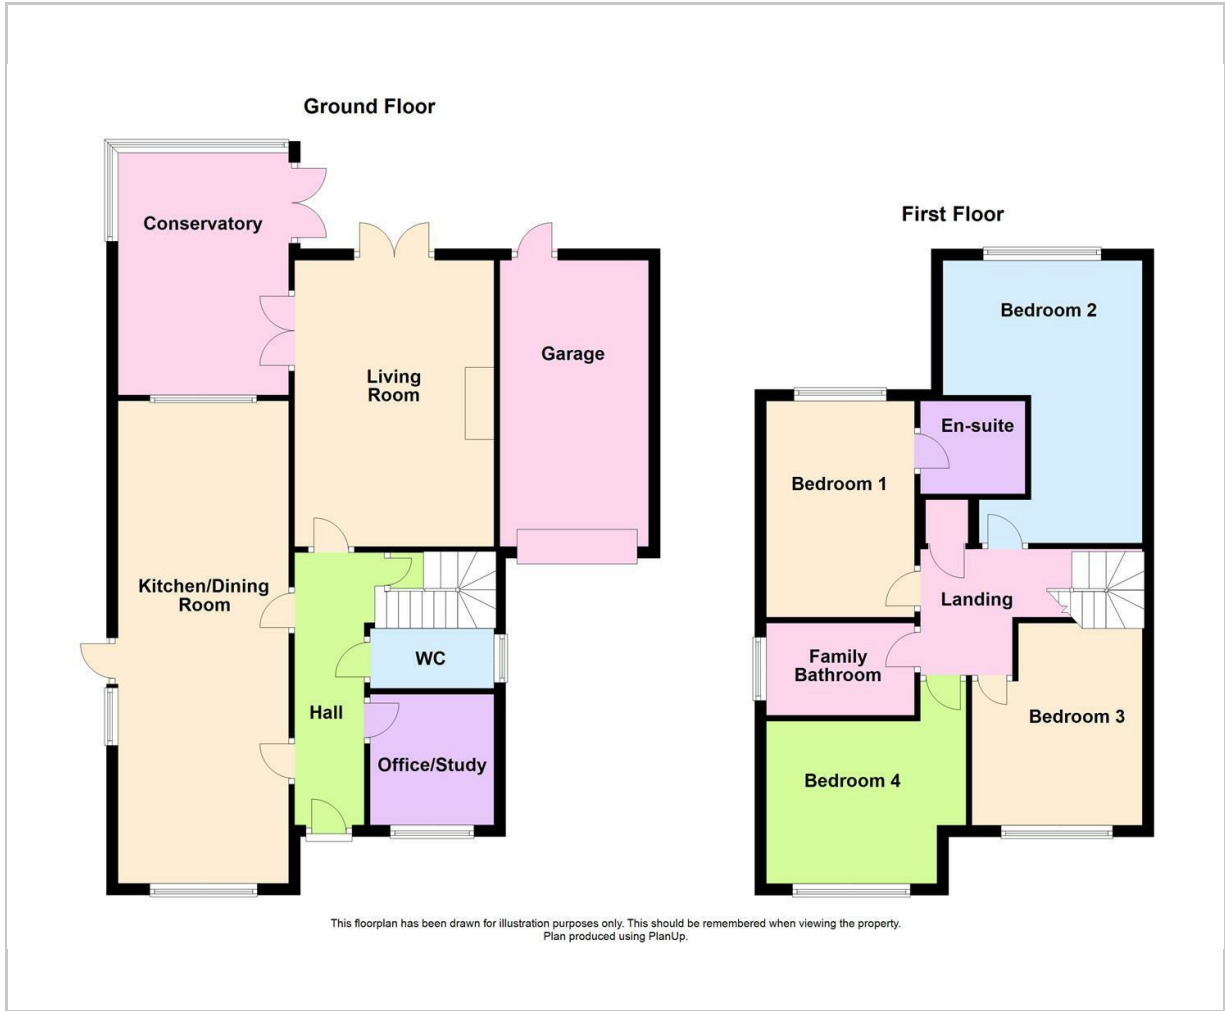 Ground Floor
Conservatory
Living
Room
Garage
Kitchen/Dining
Room
WC
Hall
Office/Study
First Floor
Bedroom 2
En-suite
Bedroom 1
Landing
Family
Bathroom
Bedroom 3
Bedroom 4
This floorplan has been drawn for illustration purposes only. This should be remembered when viewing the property.
Plan produced using PlanUp.